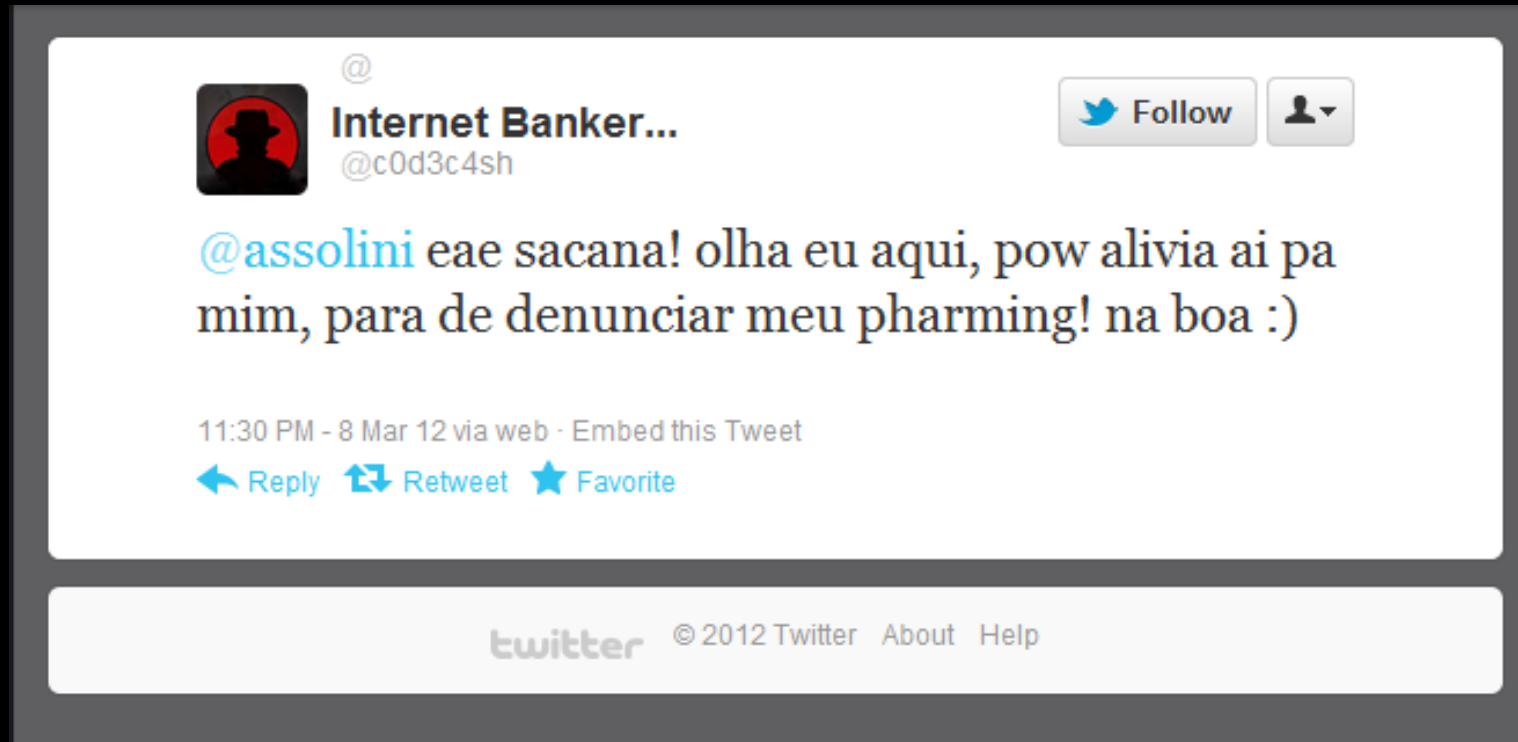 @
Internet Banker...
Follow
@c0d3c4sh
@assolini eae sacana! olha eu aqui, pow alivia ai pa
mim, para de denunciar meu pharming! na boa :)
11:30 PM - 8 Mar 12 via web · Embed this Tweet
Reply Retweet Favorite
twitter © 2012 Twitter About Help